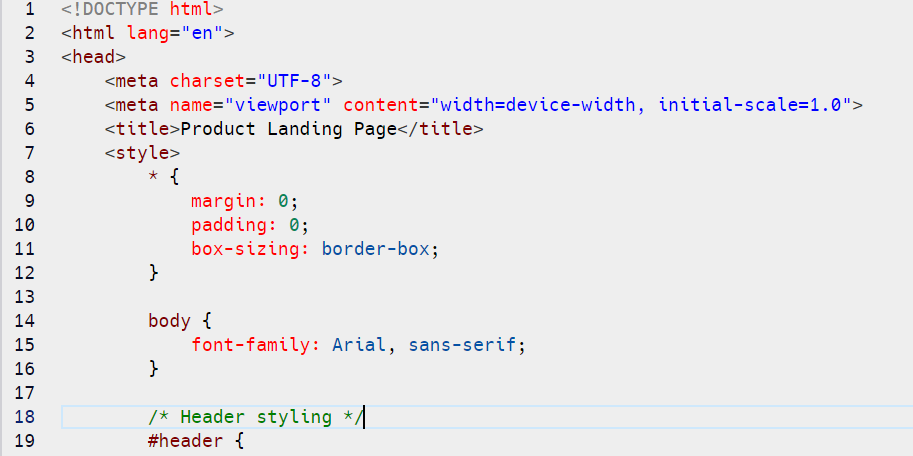 1 <!DOCTYPE html>
2 <html lang="en">
3 <head>
4     <meta charset="UTF-8">
5     <meta name="viewport" content="width=device-width, initial-scale=1.0">
6     <title>Product Landing Page</title>
7     <style>
8         * {
9             margin: 0;
10             padding: 0;
11             box-sizing: border-box;
12         }
13
14         body {
15             font-family: Arial, sans-serif;
16         }
17
18         /* Header styling */
19         #header {